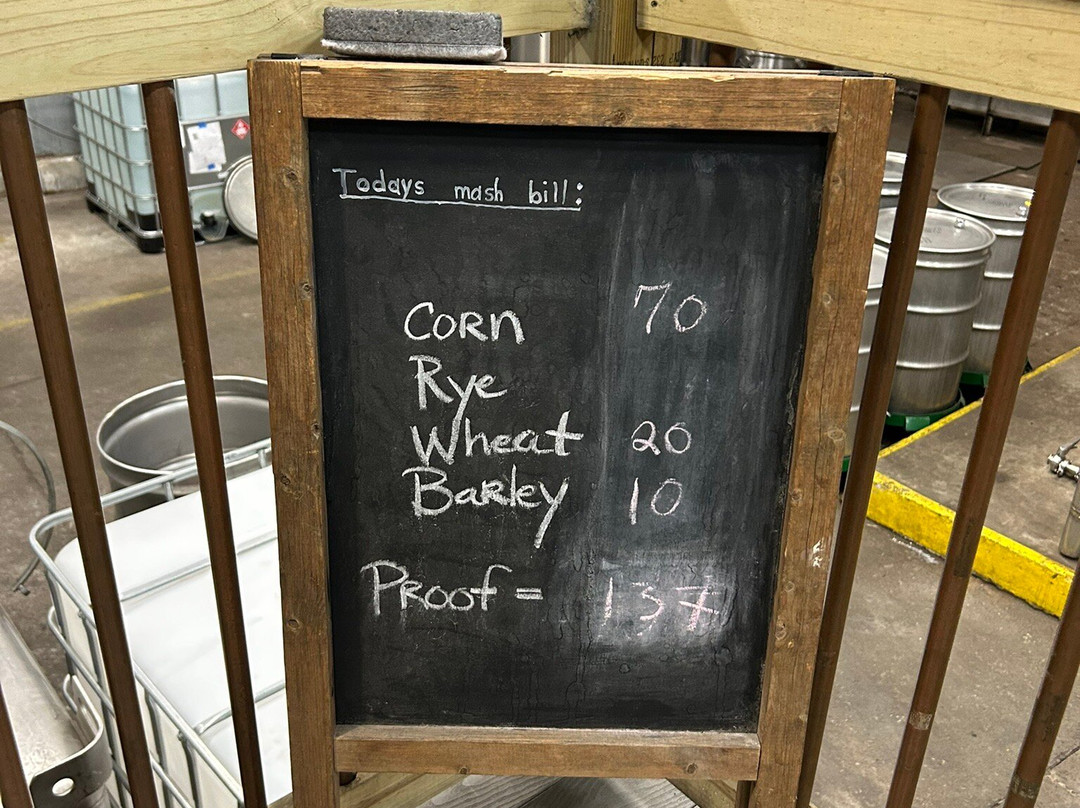 Todays mash bill:
Corn 70
Rye
Wheat 20
Barley 10
Proof = 137